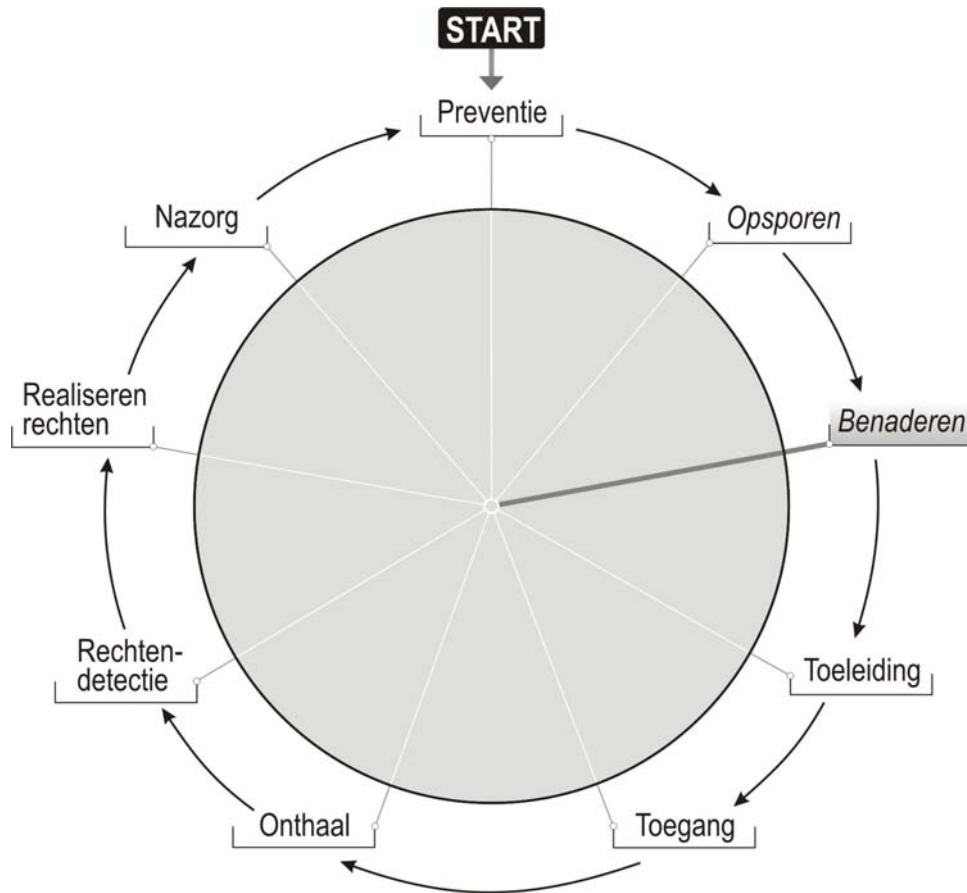 START
Preventie
Opsporen
Benaderen
Toeleiding
Toegang
Onthaal
Rechten-
detectie
Realiseren
rechten
Nazorg